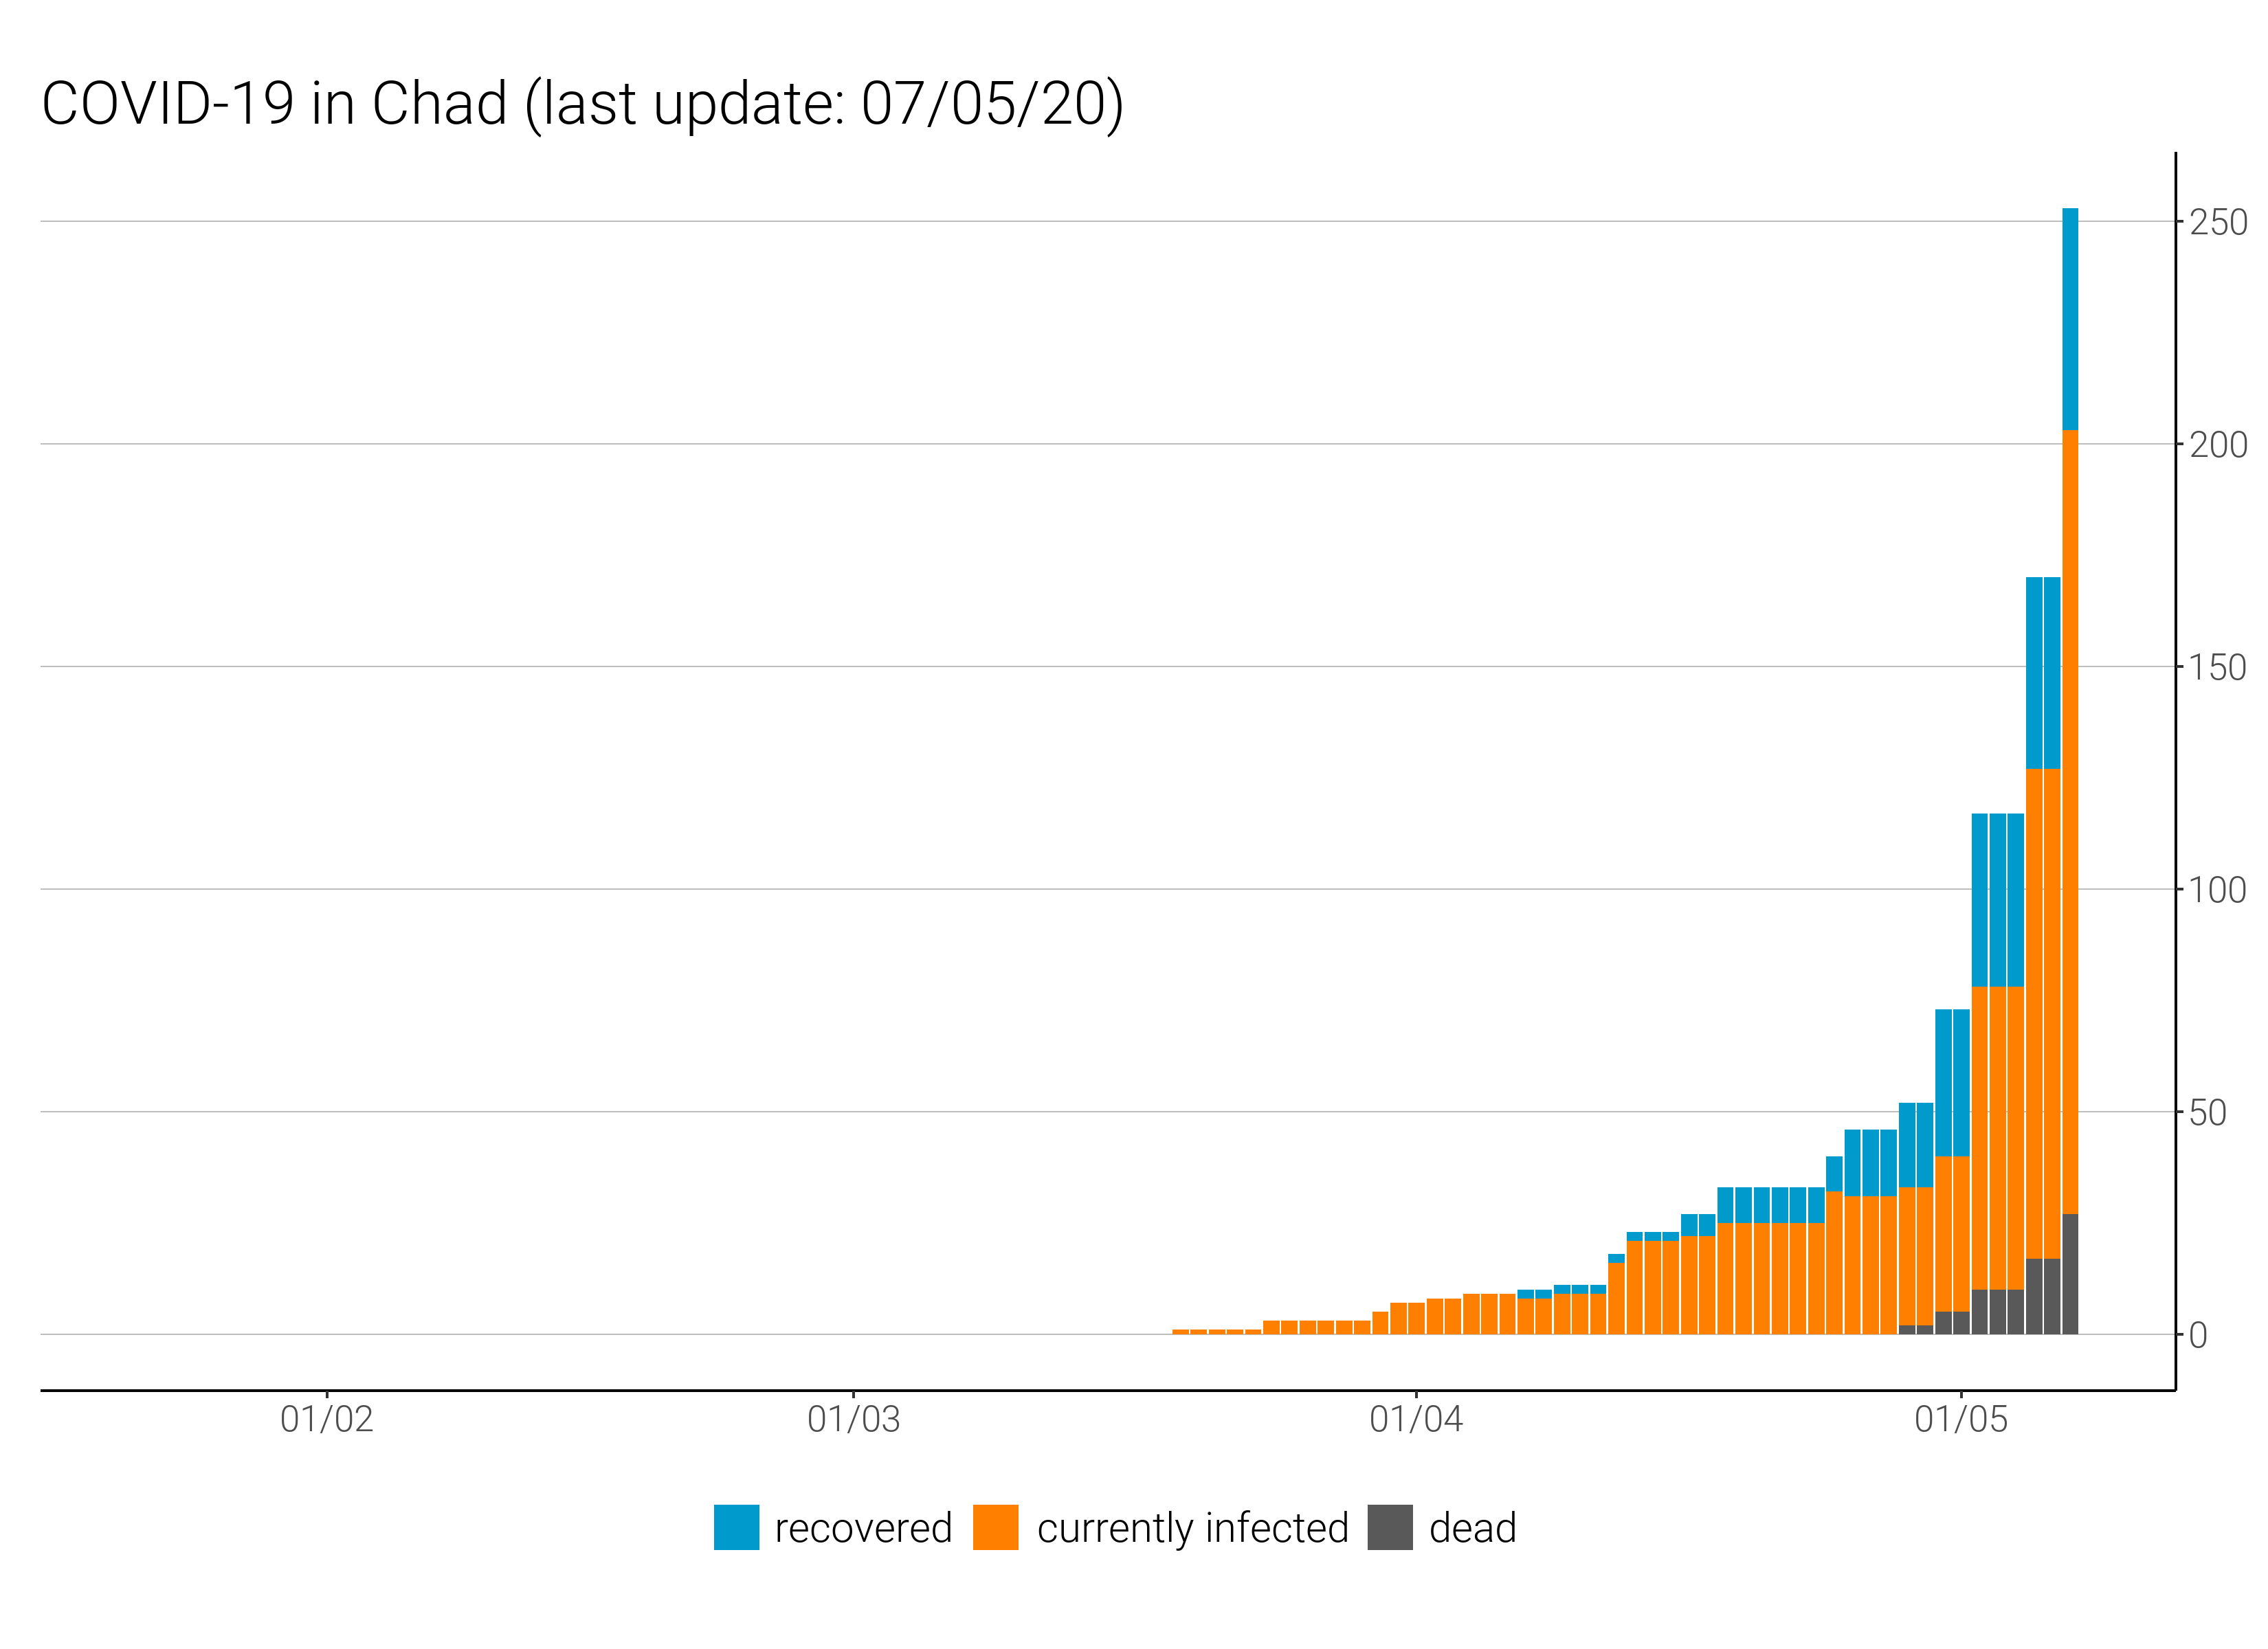 COVID-19 in Chad (last update: 07/05/20)
250
200
150
100
50
0
01/02 01/03 01/04 01/05
recovered currently infected dead